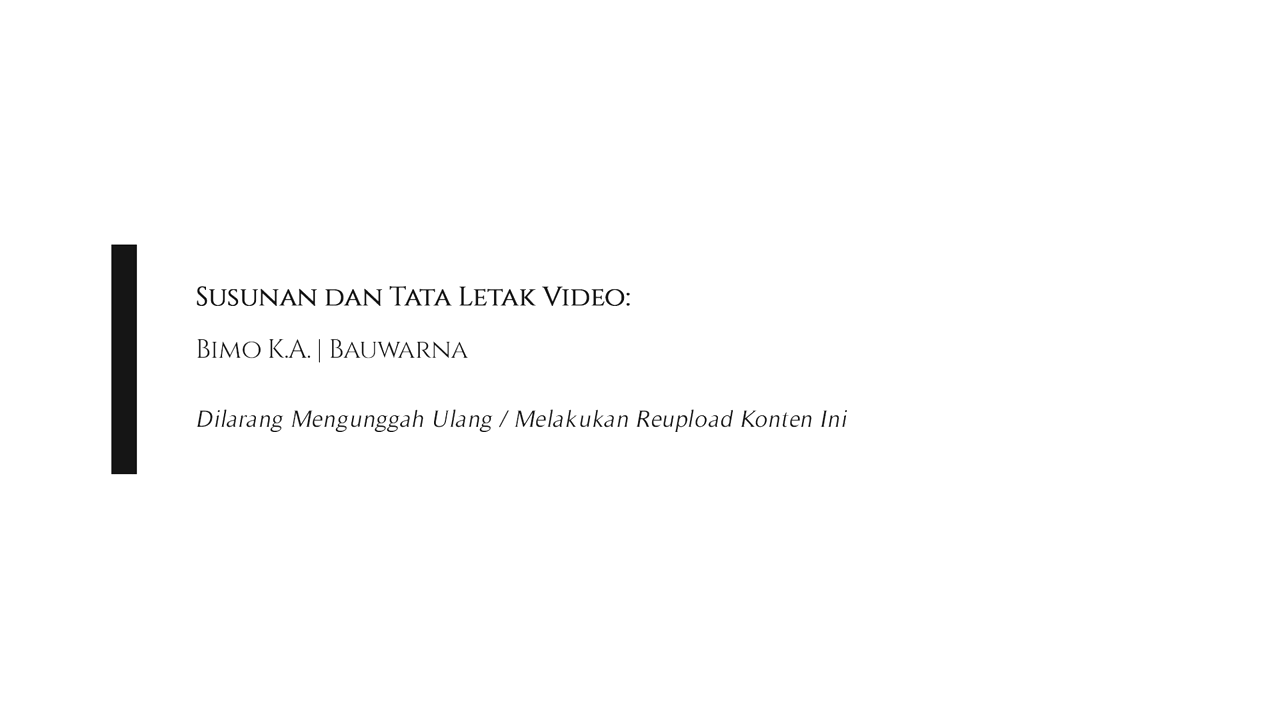 Susunan dan Tata Letak Video:
Bimo K.A. | Bauwarna
Dilarang Mengunggah Ulang / Melakukan Reupload Konten Ini